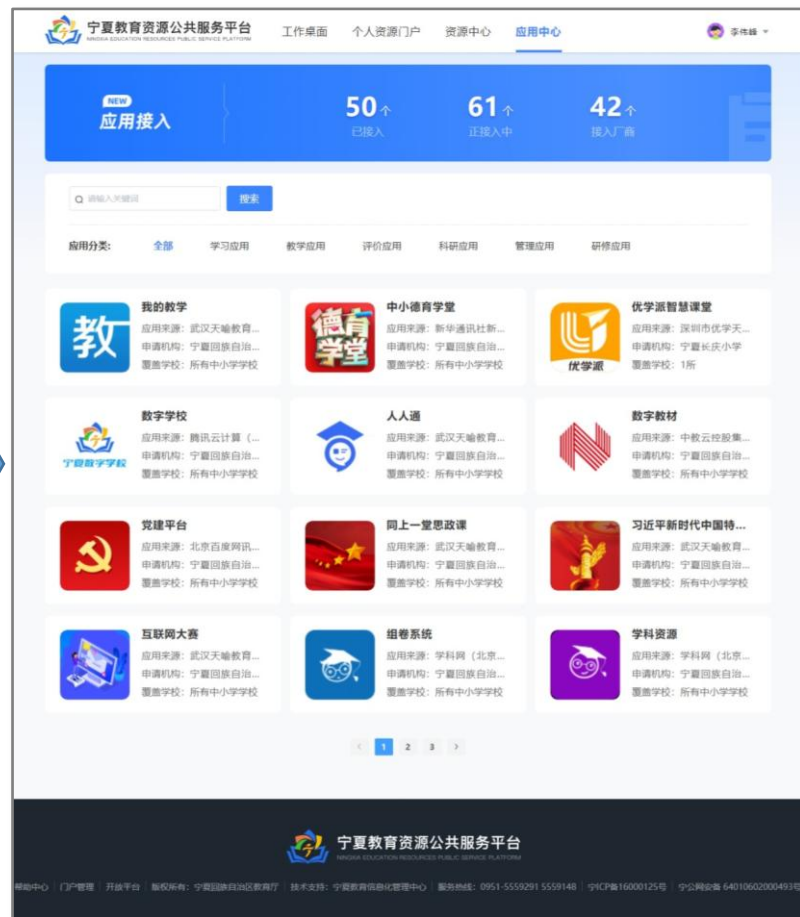 宁夏教育资源公共服务平台
NINGXIA EDUCATION RESOURCES PUBLIC SERVICE PLATFORM
工作桌面 个人资源门户 资源中心 应用中心
李伟峰
NEW
应用接入
50个 61个 42个
已接入 正接入中 接入厂商
请输入关键词 搜索
应用分类: 全部 学习应用 教学应用 评价应用 科研应用 管理应用 研修应用
教
我的教学
应用来源: 武汉天喻教育...
申请机构: 宁夏回族自治...
覆盖学校: 所有中小学学校
德育学堂
中小德育学堂
应用来源: 新华通讯社新...
申请机构: 宁夏回族自治...
覆盖学校: 所有中小学学校
优学派
优学派智慧课堂
应用来源: 深圳市优学天...
申请机构: 宁夏长庆小学
覆盖学校: 1所
宁夏数字学校
数字学校
应用来源: 腾讯云计算（...
申请机构: 宁夏回族自治...
覆盖学校: 所有中小学学校
人人通
应用来源: 武汉天喻教育...
申请机构: 宁夏回族自治...
覆盖学校: 所有中小学学校
数字教材
应用来源: 中教云控股集...
申请机构: 宁夏回族自治...
覆盖学校: 所有中小学学校
党建平台
应用来源: 北京百度网讯...
申请机构: 宁夏回族自治...
覆盖学校: 所有中小学学校
同上一堂思政课
应用来源: 武汉天喻教育...
申请机构: 宁夏回族自治...
覆盖学校: 所有中小学学校
习近平新时代中国特...
应用来源: 武汉天喻教育...
申请机构: 宁夏回族自治...
覆盖学校: 所有中小学学校
互联网大赛
应用来源: 武汉天喻教育...
申请机构: 宁夏回族自治...
覆盖学校: 所有中小学学校
组卷系统
应用来源: 学科网（北京...
申请机构: 宁夏回族自治...
覆盖学校: 所有中小学学校
学科资源
应用来源: 学科网（北京...
申请机构: 宁夏回族自治...
覆盖学校: 所有中小学学校
< 1 2 3 >
宁夏教育资源公共服务平台
NINGXIA EDUCATION RESOURCES PUBLIC SERVICE PLATFORM
帮助中心 | 门户管理 | 开放平台 | 版权所有: 宁夏回族自治区教育厅 | 技术支持: 宁夏教育信息化管理中心 | 服务热线: 0951-5559291 5559148 | 宁ICP备16000125号 | 宁公网安备 64010602000493号